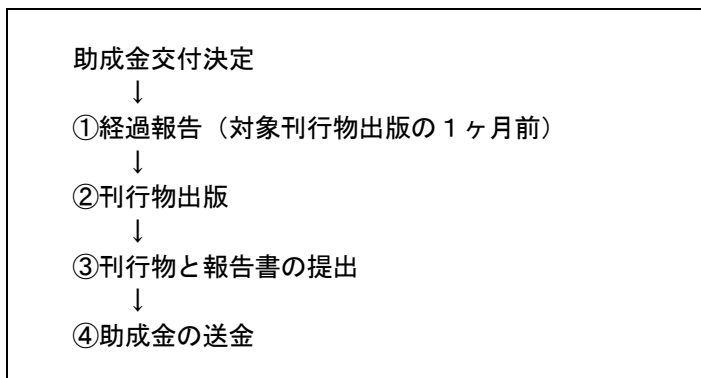 助成金交付決定
↓
①経過報告（対象刊行物出版の１ヶ月前）
↓
②刊行物出版
↓
③刊行物と報告書の提出
↓
④助成金の送金